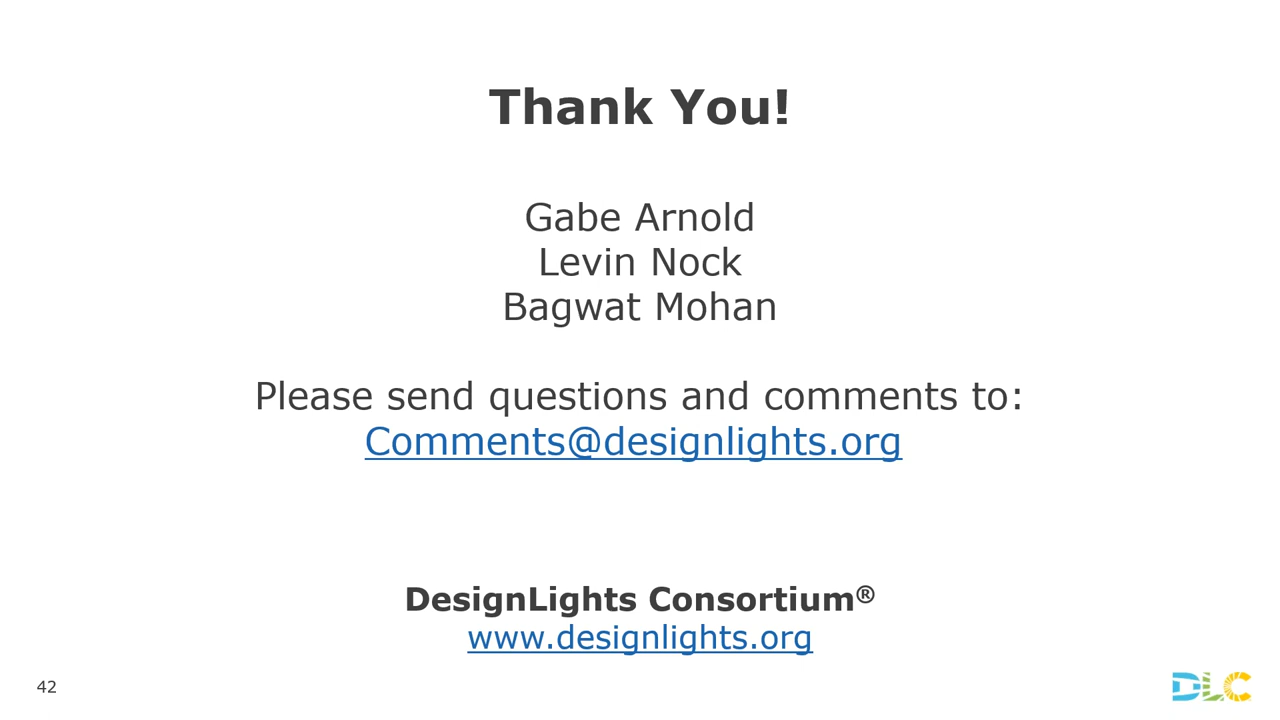 Thank You!
Gabe Arnold
Levin Nock
Bagwat Mohan
Please send questions and comments to:
Comments@designlights.org
DesignLights Consortium®
www.designlights.org
42
DLC